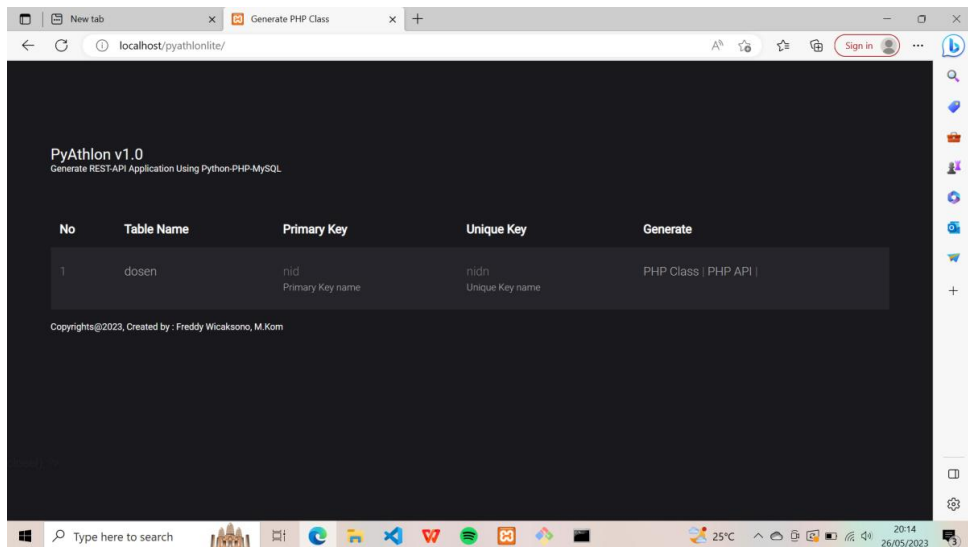 New tab
Generate PHP Class
localhost/pyathlonlite/
Sign in
PyAthlon v1.0
Generate REST-API Application Using Python-PHP-MySQL
No Table Name Primary Key Unique Key Generate
1 dosen nid nidn PHP Class | PHP API |
Primary Key name Unique Key name
Copyrights@2023, Created by : Freddy Wicaksono, M.Kom
Type here to search
25°C
20:14
26/05/2023